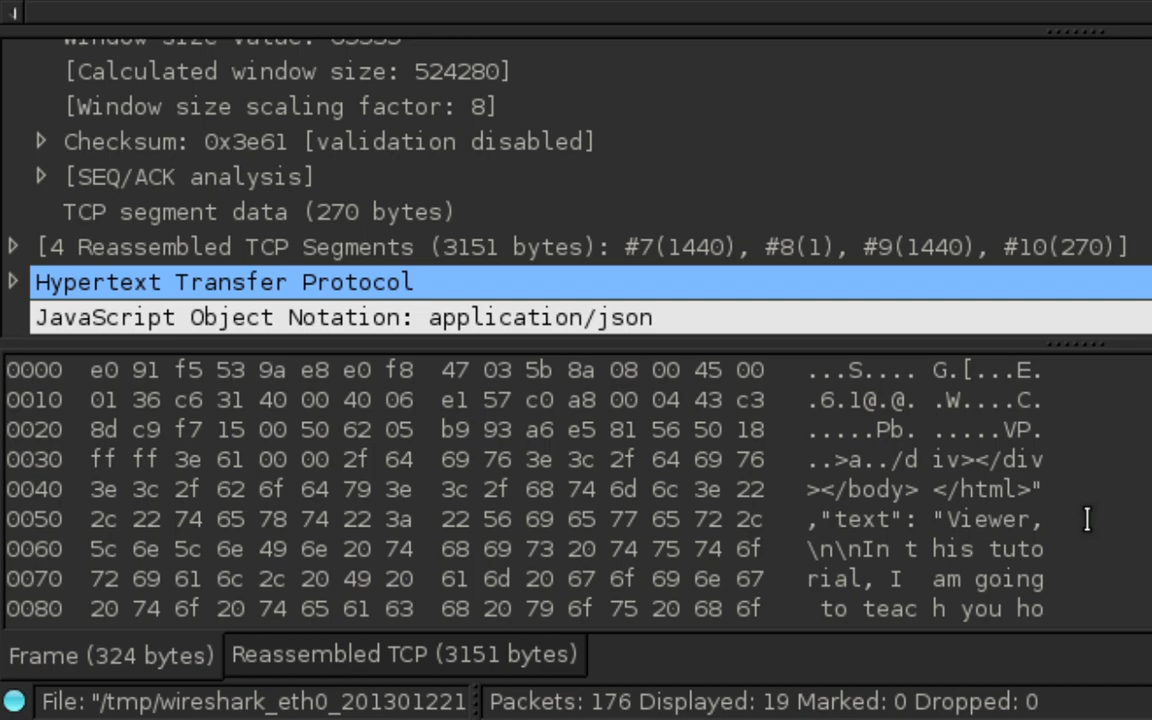 Window size value: 65535
[Calculated window size: 524280]
[Window size scaling factor: 8]
Checksum: 0x3e61 [validation disabled]
[SEQ/ACK analysis]
TCP segment data (270 bytes)
[4 Reassembled TCP Segments (3151 bytes): #7(1440), #8(1), #9(1440), #10(270)]
Hypertext Transfer Protocol
JavaScript Object Notation: application/json
0000 e0 91 f5 53 9a e8 e0 f8 47 03 5b 8a 08 00 45 00 ...S.... G.[...E.
0010 01 36 c6 31 40 00 40 06 e1 57 c0 a8 00 04 43 c3 .6.1@.@. .W....C.
0020 8d c9 f7 15 00 50 62 05 b9 93 a6 e5 81 56 50 18 .....Pb. .....VP.
0030 ff ff 3e 61 00 00 2f 64 69 76 3e 3c 2f 64 69 76 ..>a../d iv></div
0040 3e 3c 2f 62 6f 64 79 3e 3c 2f 68 74 6d 6c 3e 22 ></body> </html>"
0050 2c 22 74 65 78 74 22 3a 22 56 69 65 77 65 72 2c ,"text": "Viewer,
0060 5c 6e 5c 6e 49 6e 20 74 68 69 73 20 74 75 74 6f \n\nIn t his tuto
0070 72 69 61 6c 2c 20 49 20 61 6d 20 67 6f 69 6e 67 rial, I am going
0080 20 74 6f 20 74 65 61 63 68 20 79 6f 75 20 68 6f to teac h you ho
Frame (324 bytes) Reassembled TCP (3151 bytes)
File: "/tmp/wireshark_eth0_201301221 Packets: 176 Displayed: 19 Marked: 0 Dropped: 0